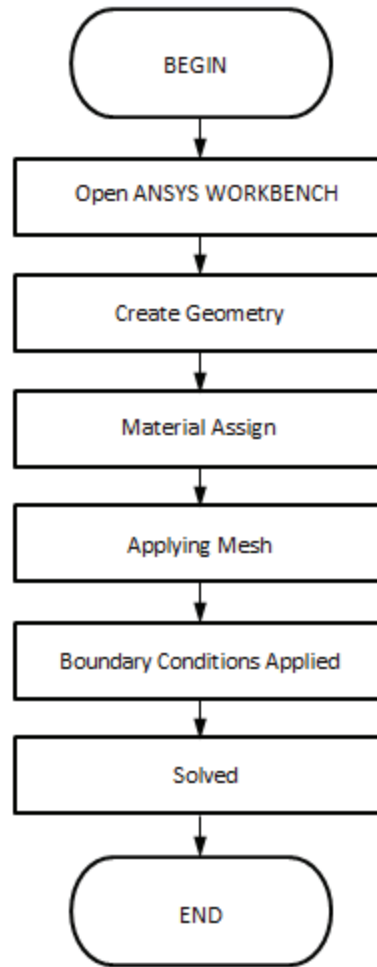 BEGIN
Open ANSYS WORKBENCH
Create Geometry
Material Assign
Applying Mesh
Boundary Conditions Applied
Solved
END